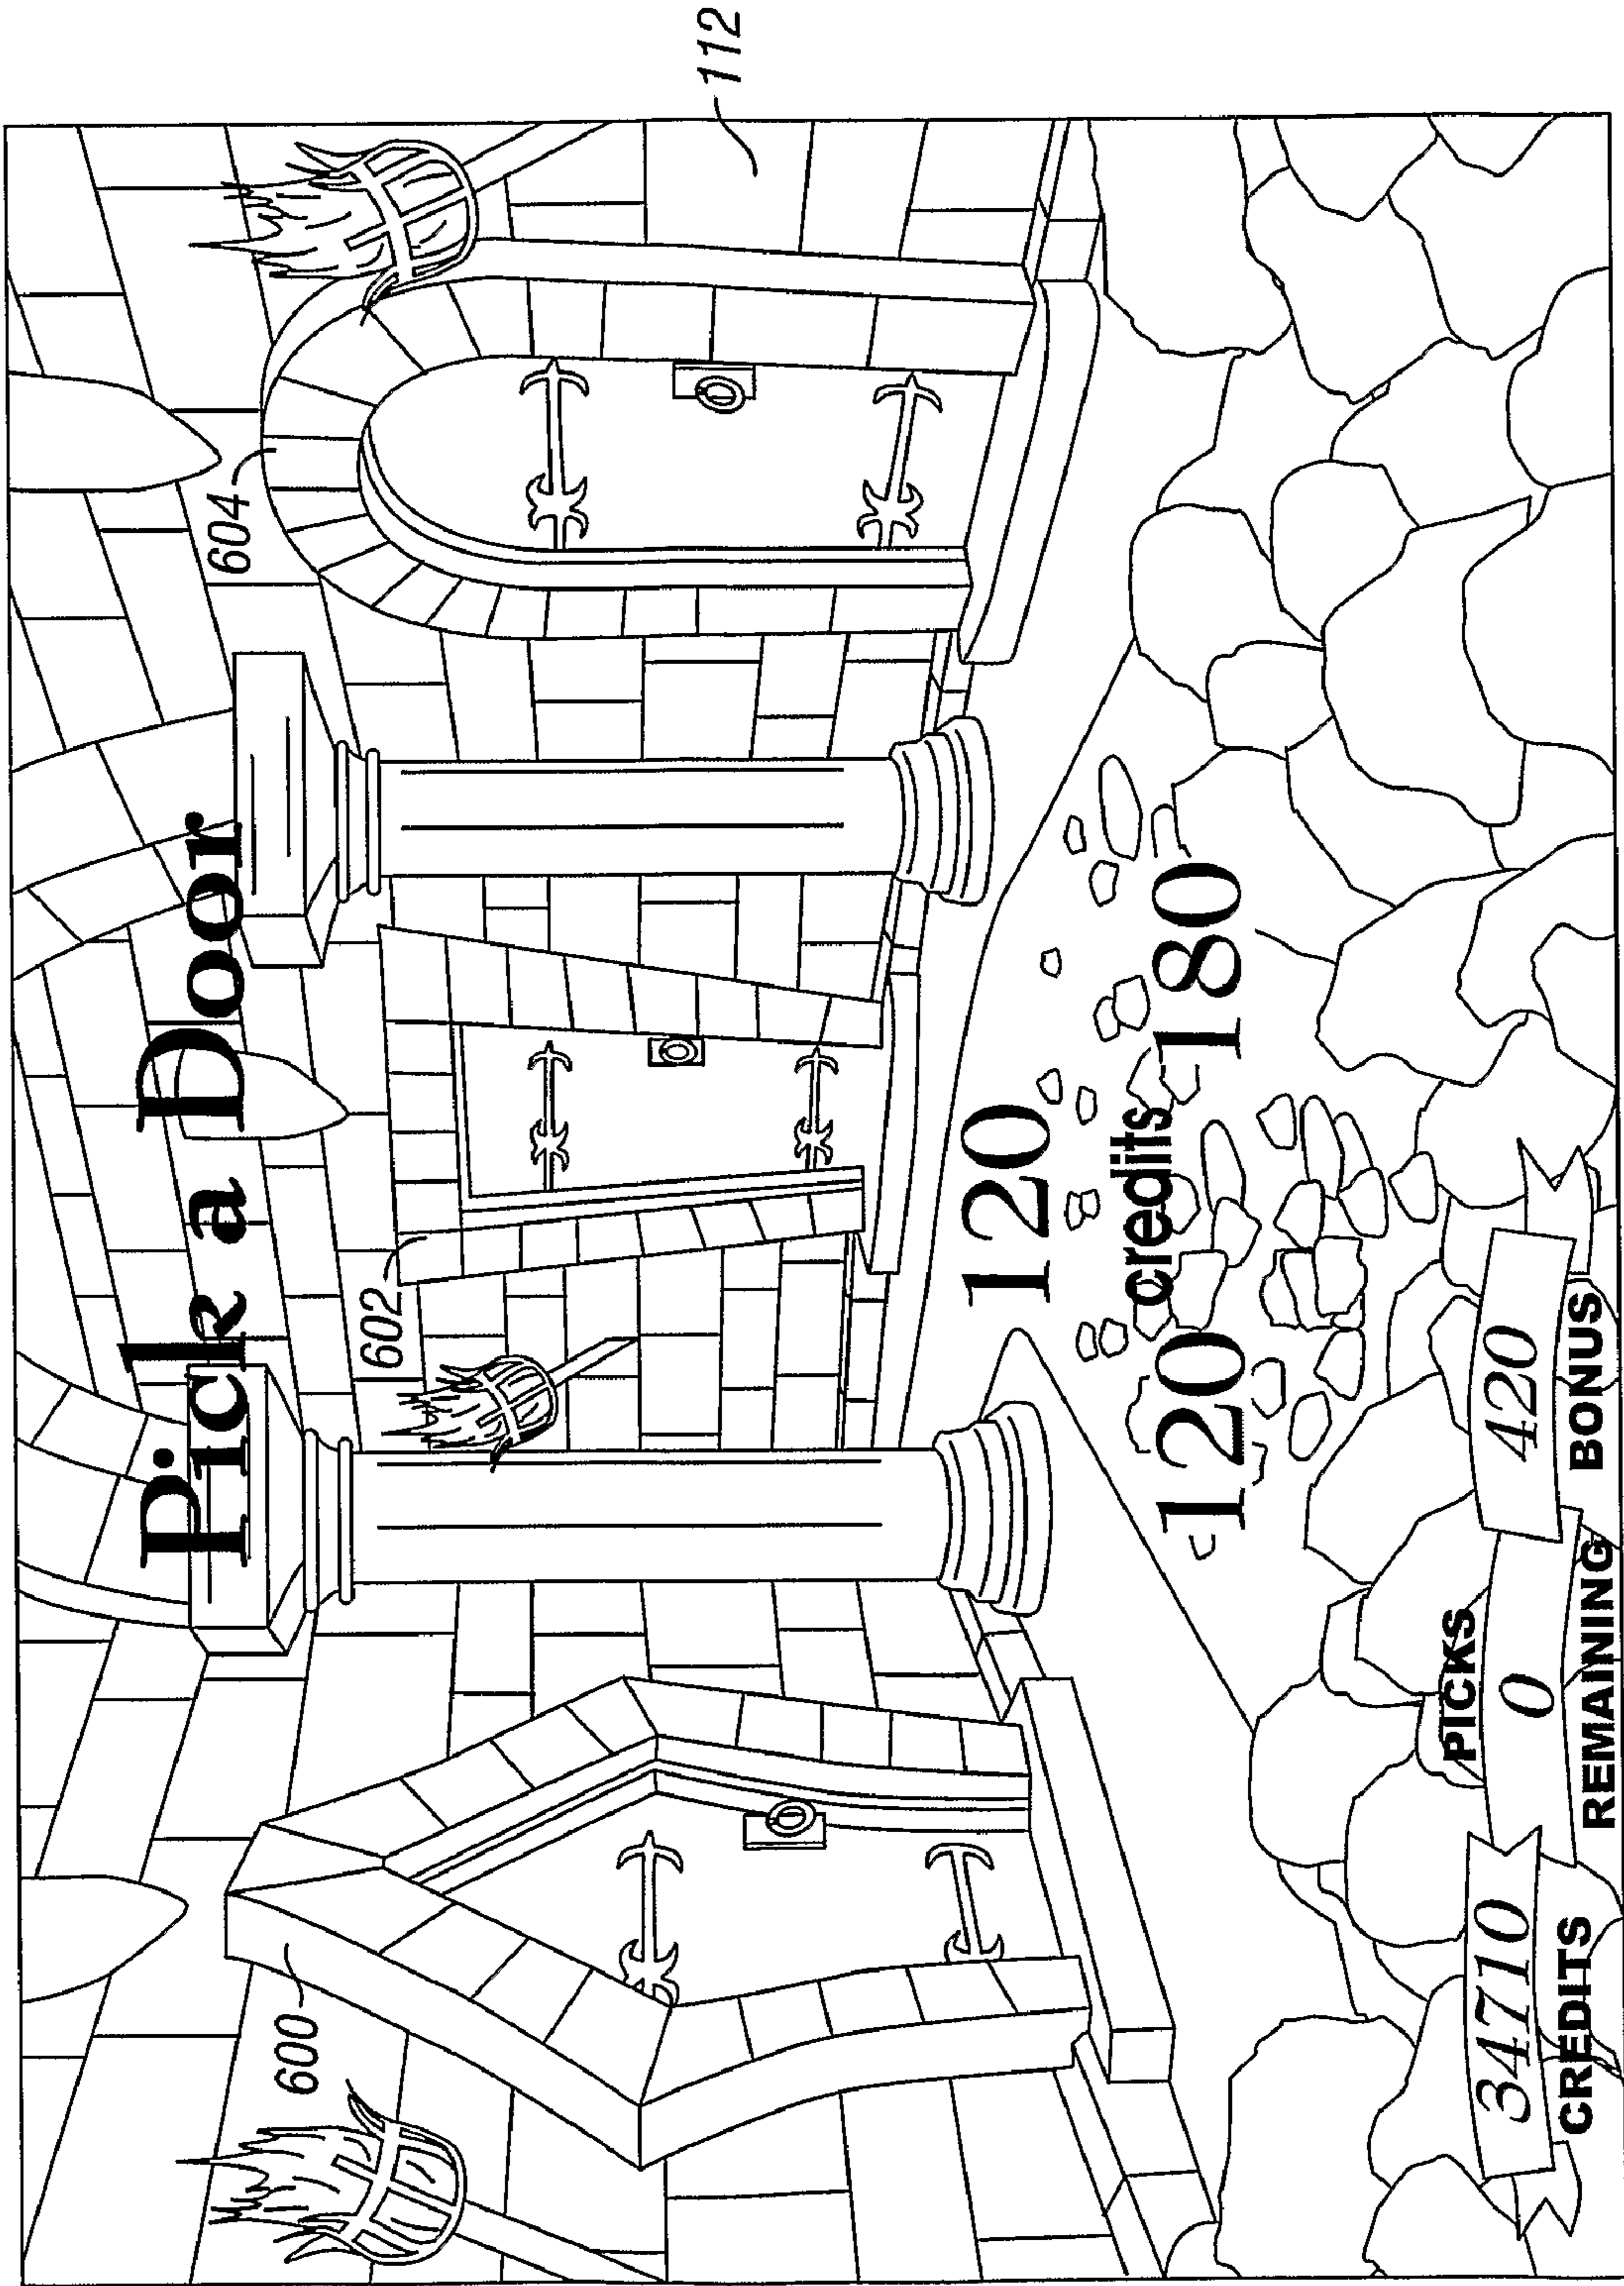 Pick a Door
112
604
602
600
120
credits
120 180
PICKS
34710 0 420
CREDITS REMAINING BONUS